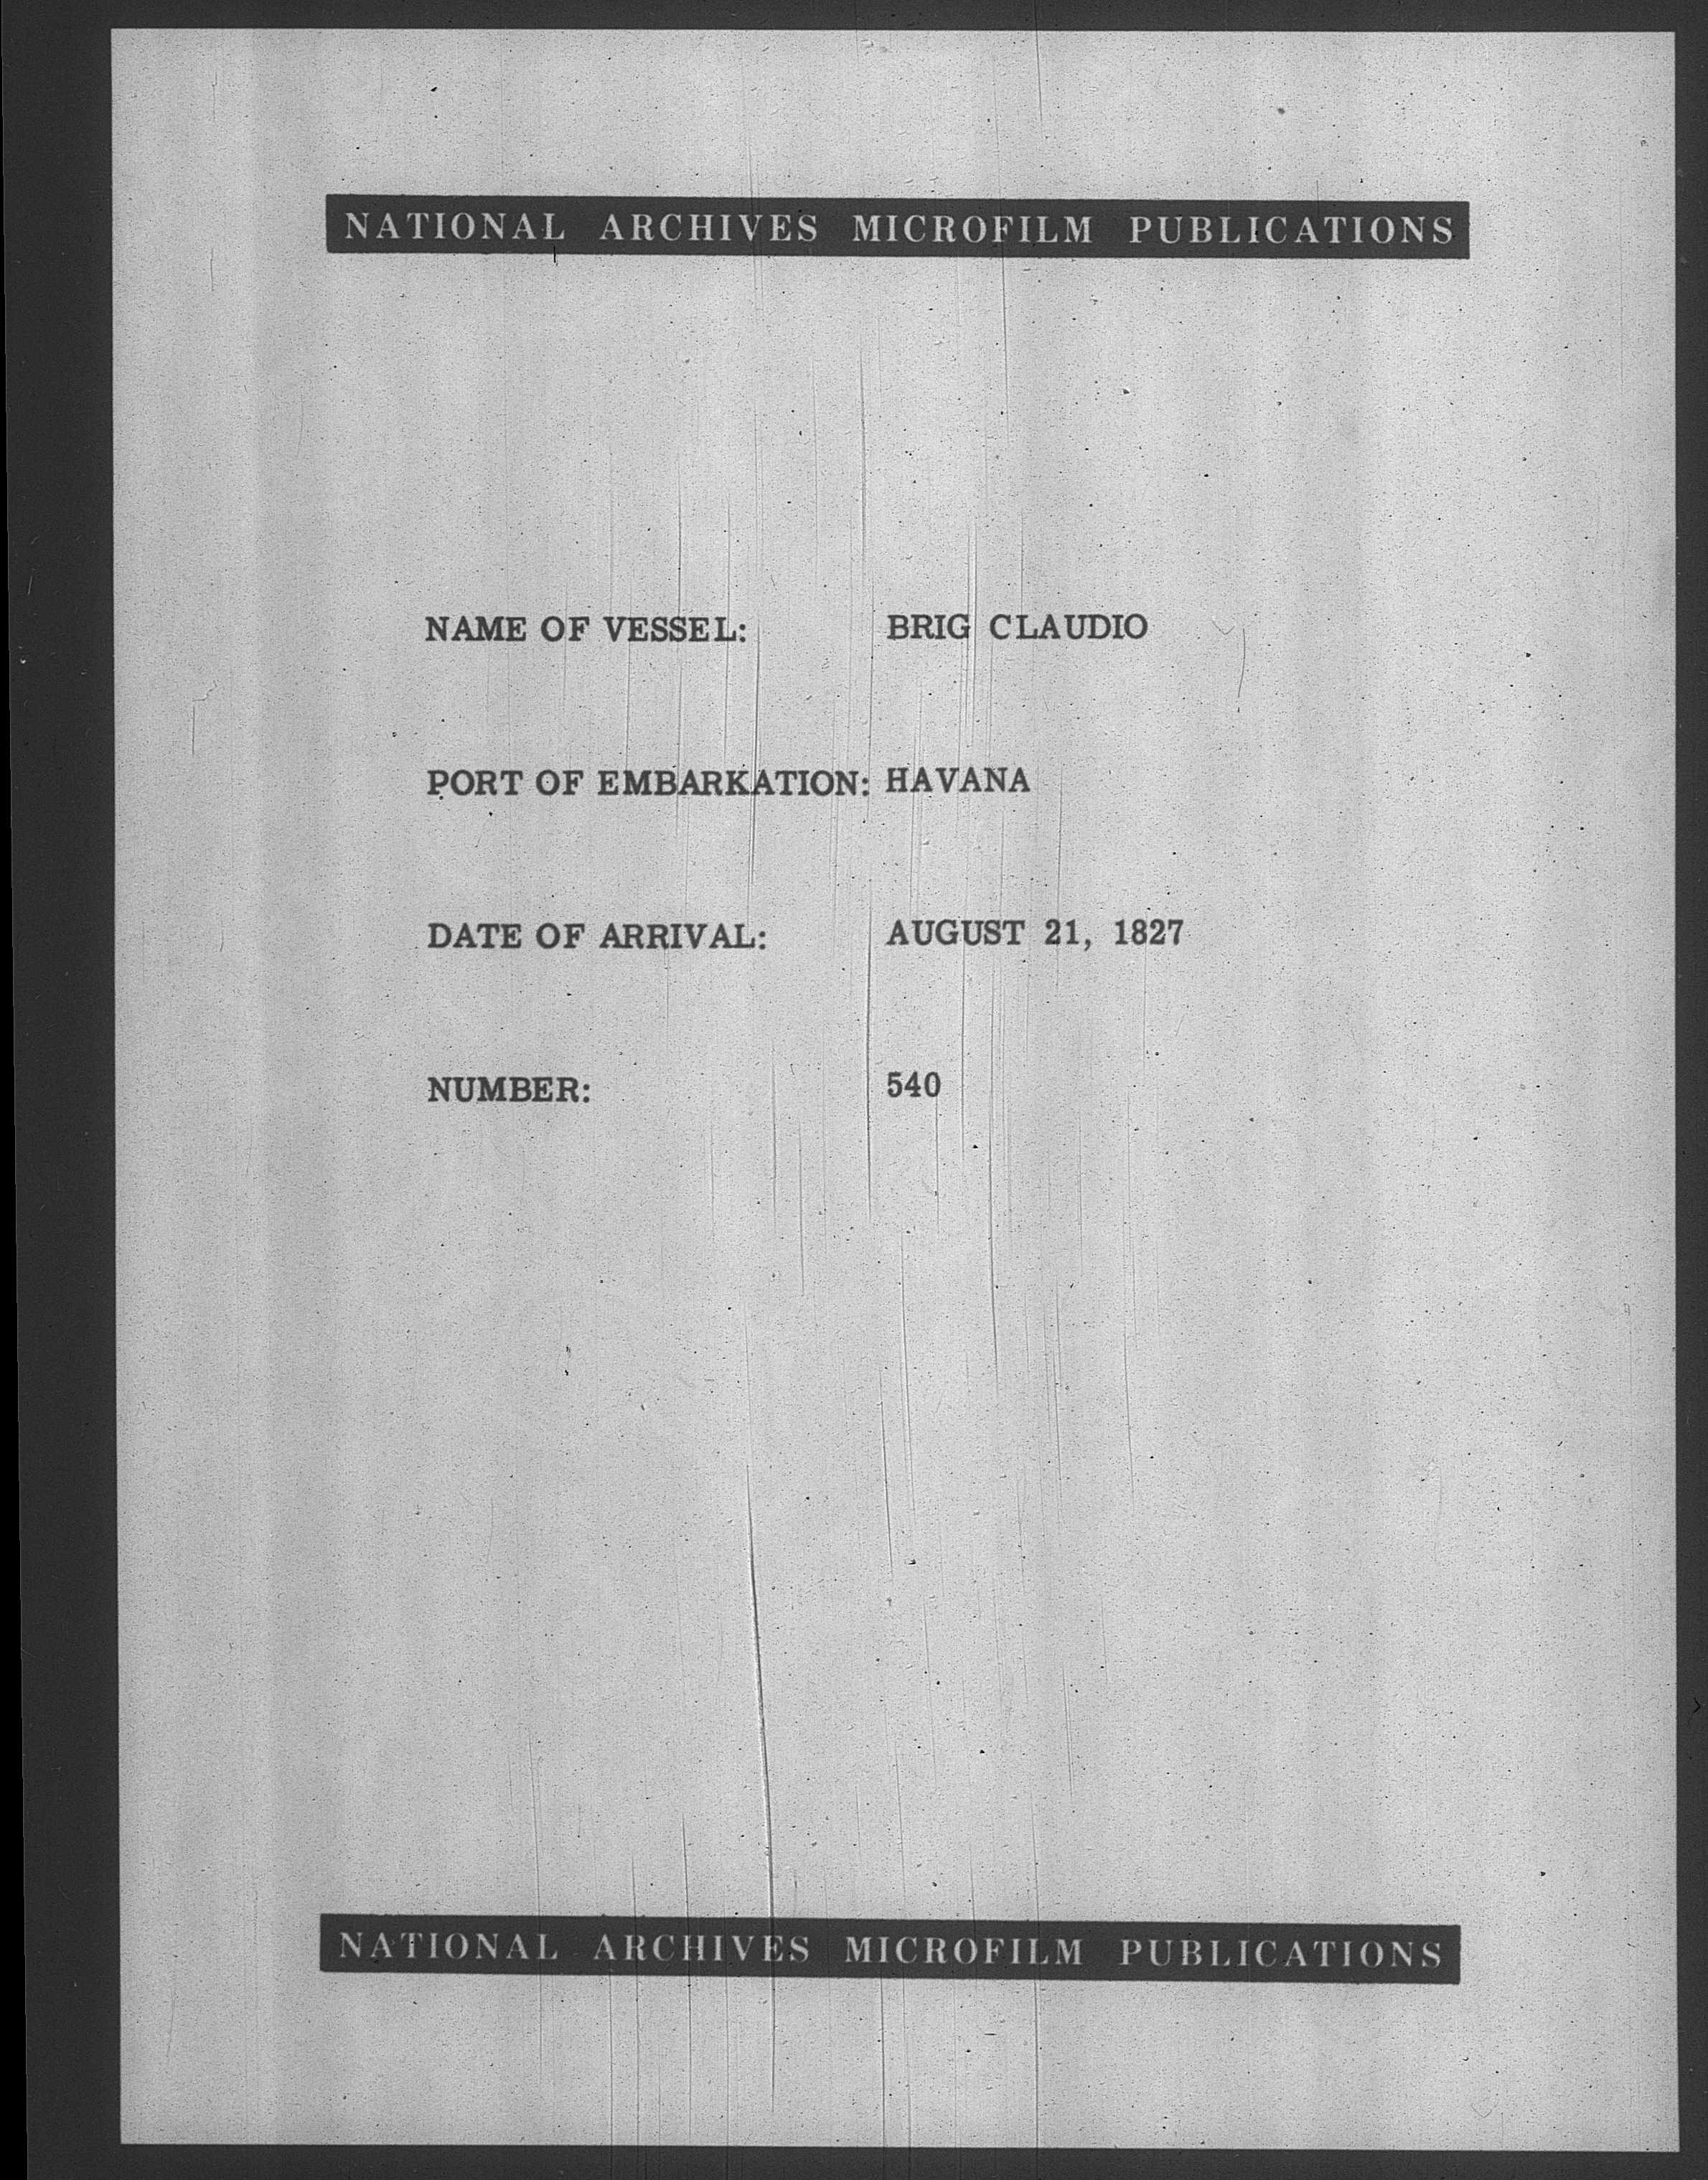 NATIONAL ARCHIVES MICROFILM PUBLICATIONS
NAME OF VESSEL: BRIG CLAUDIO
PORT OF EMBARKATION: HAVANA
DATE OF ARRIVAL: AUGUST 21, 1827
NUMBER: 540
NATIONAL ARCHIVES MICROFILM PUBLICATIONS